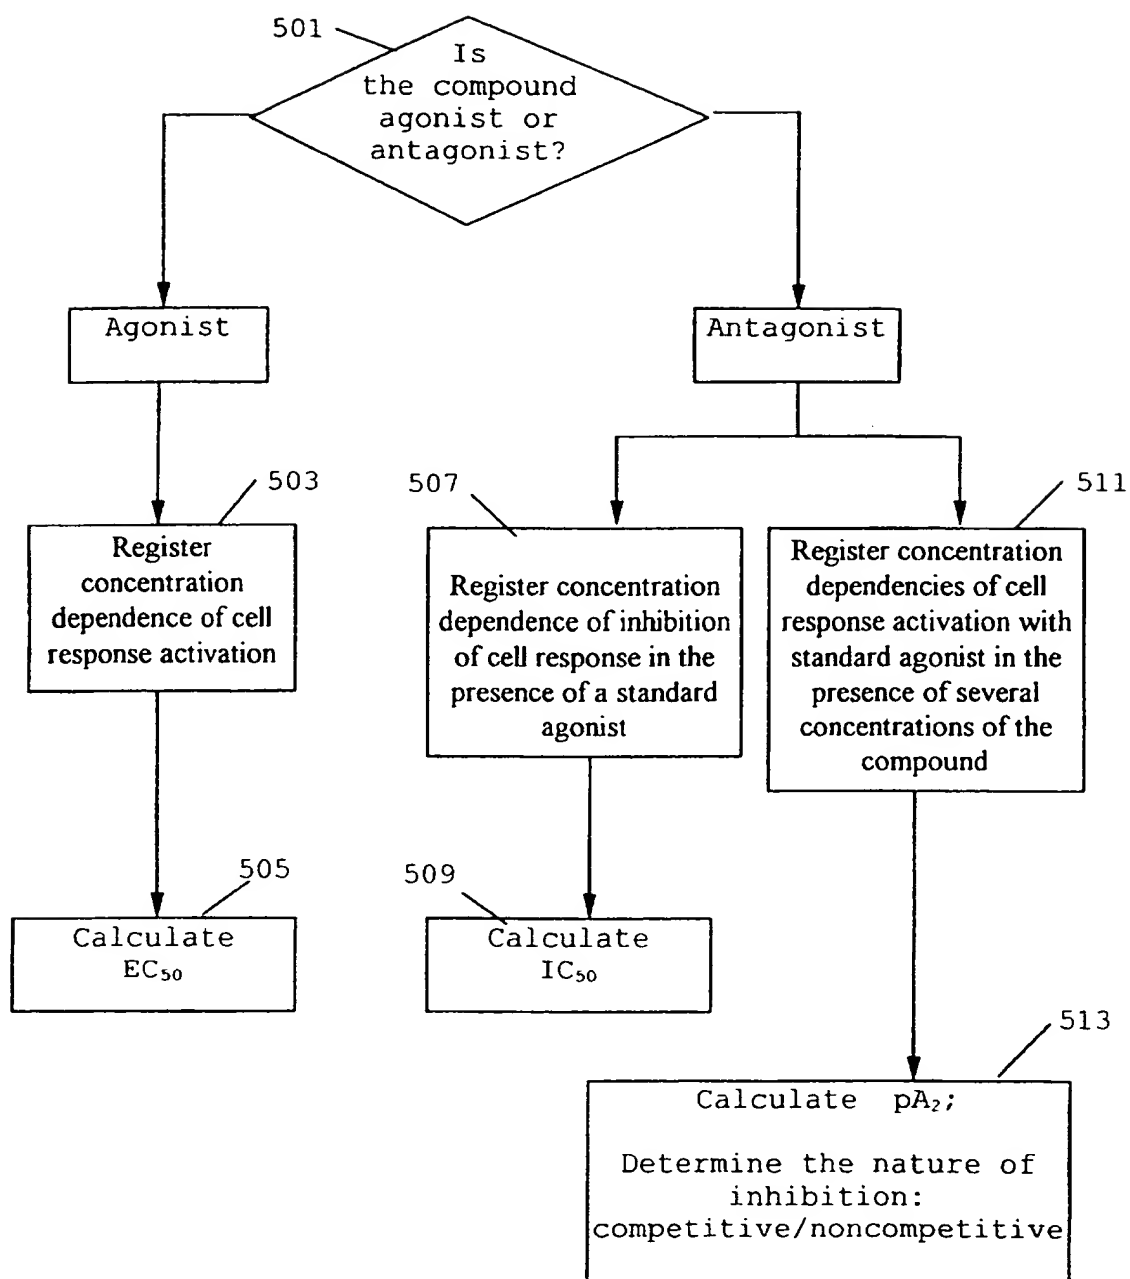 501
Is
the compound
agonist or
antagonist?
Agonist
Antagonist
503
Register
concentration
dependence of cell
response activation
507
Register concentration
dependence of inhibition
of cell response in the
presence of a standard
agonist
511
Register concentration
dependencies of cell
response activation with
standard agonist in the
presence of several
concentrations of the
compound
505
Calculate
EC₅₀
509
Calculate
IC₅₀
513
Calculate pA₂;
Determine the nature of
inhibition:
competitive/noncompetitive